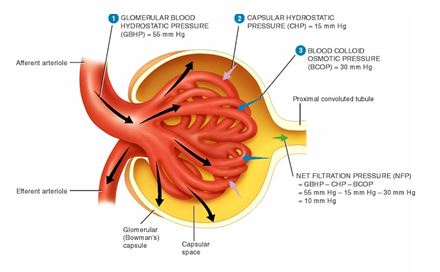 1 GLOMERULAR BLOOD
HYDROSTATIC PRESSURE
(GBHP) = 55 mm Hg
2 CAPSULAR HYDROSTATIC
PRESSURE (CHP) = 15 mm Hg
3 BLOOD COLLOID
OSMOTIC PRESSURE
(BCOP) = 30 mm Hg
Afferent arteriole
Proximal convoluted tubule
Efferent arteriole
NET FILTRATION PRESSURE (NFP)
= GBHP – CHP – BCOP
= 55 mm Hg – 15 mm Hg – 30 mm Hg
= 10 mm Hg
Glomerular
(Bowman's)
capsule
Capsular
space